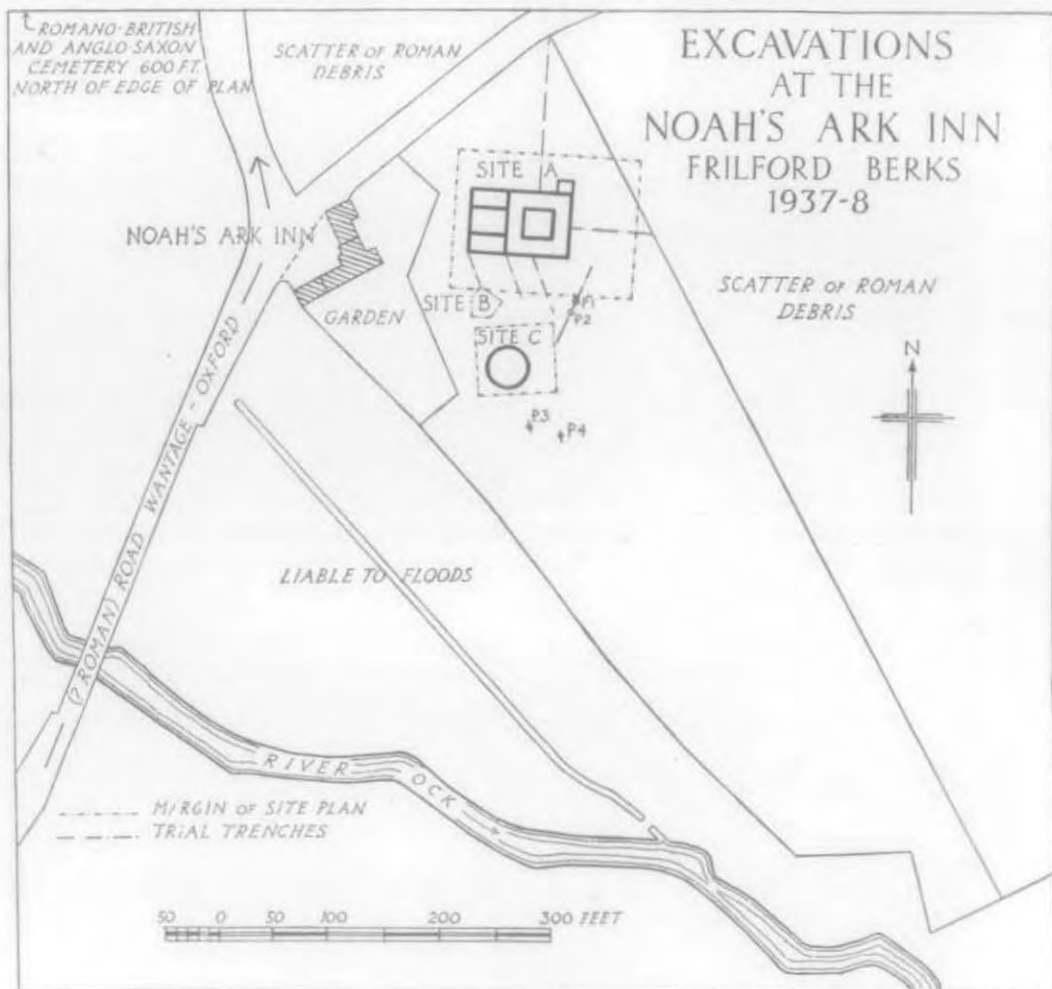 ROMANO-BRITISH
AND ANGLO-SAXON
CEMETERY 600 FT.
NORTH OF EDGE OF PLAN
SCATTER OF ROMAN
DEBRIS
EXCAVATIONS
AT THE
NOAH'S ARK INN
FRILFORD BERKS
1937-8
SITE A
NOAH'S ARK INN
SITE B
GARDEN
P1
P2
SITE C
SCATTER OF ROMAN
DEBRIS
N
P3
P4
(? ROMAN) ROAD WANTAGE - OXFORD
LIABLE TO FLOODS
RIVER OCK
MARGIN OF SITE PLAN
TRIAL TRENCHES
50 0 50 100 200 300 FEET